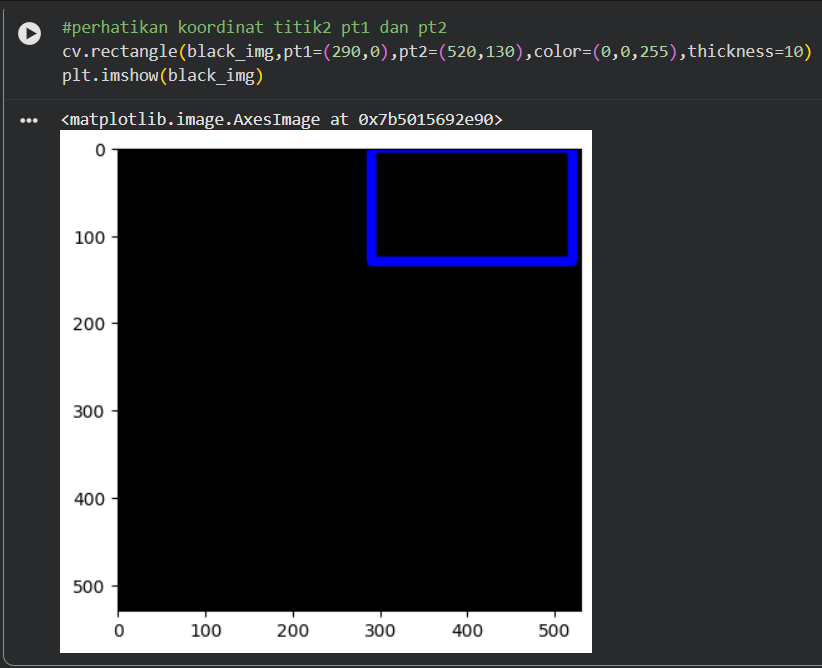 #perhatikan koordinat titik2 pt1 dan pt2
cv.rectangle(black_img,pt1=(290,0),pt2=(520,130),color=(0,0,255),thickness=10)
plt.imshow(black_img)
<matplotlib.image.AxesImage at 0x7b5015692e90>
0
100
200
300
400
500
0 100 200 300 400 500